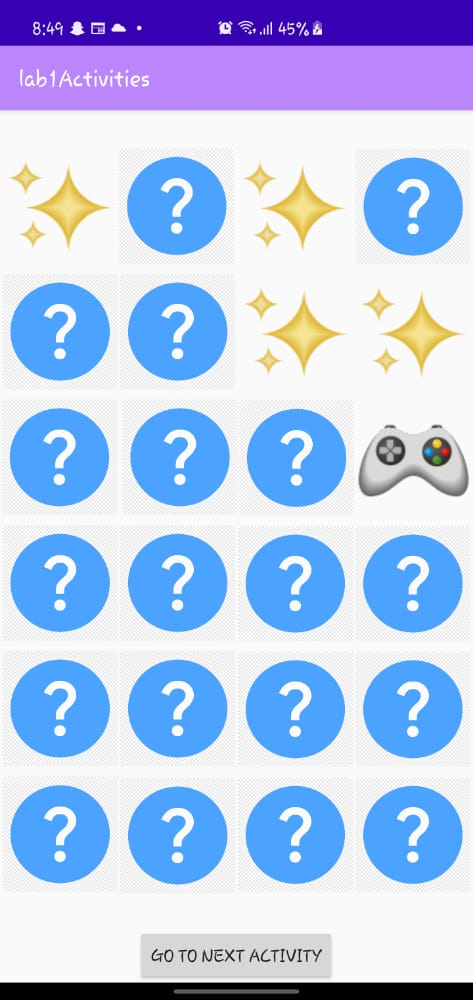 8:49 45%
lab1Activities
? ?
? ?
? ? ?
? ? ? ?
? ? ? ?
? ? ? ?
GO TO NEXT ACTIVITY